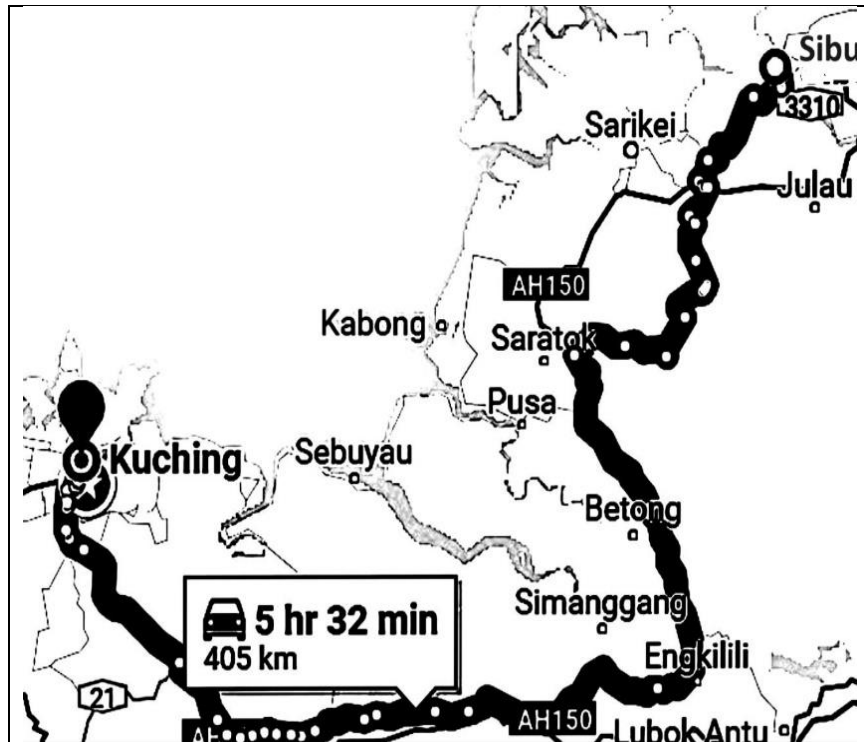 Sibu
3310
Sarikei
Julau
AH150
Kabong
Saratok
Pusa
Kuching
Sebuyau
Betong
5 hr 32 min
405 km
Simanggang
Engkilili
21
AH150
Lubok Antu